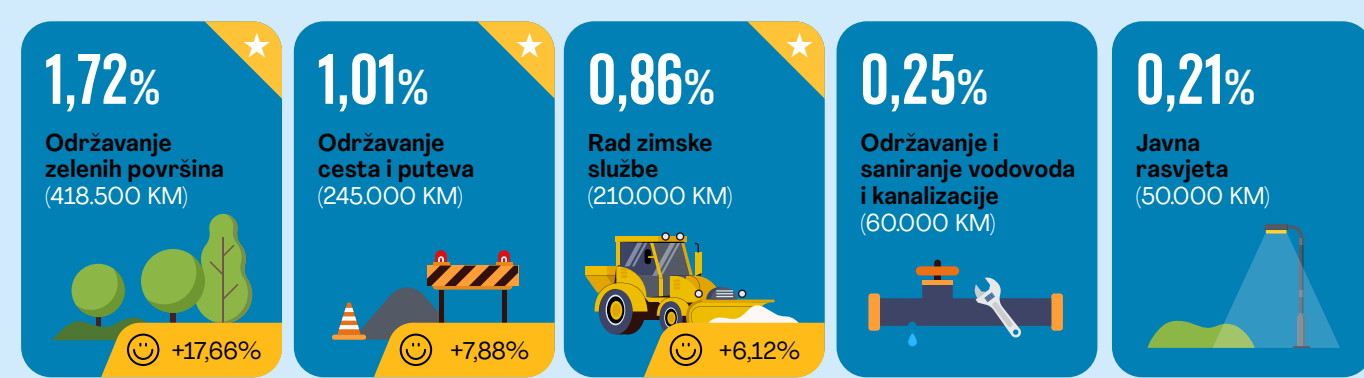 1,72%
Održavanje
zelenih površina
(418.500 KM)
+17,66%
1,01%
Održavanje
cesta i puteva
(245.000 KM)
+7,88%
0,86%
Rad zimske
službe
(210.000 KM)
+6,12%
0,25%
Održavanje i
saniranje vodovoda
i kanalizacije
(60.000 KM)
0,21%
Javna
rasvjeta
(50.000 KM)